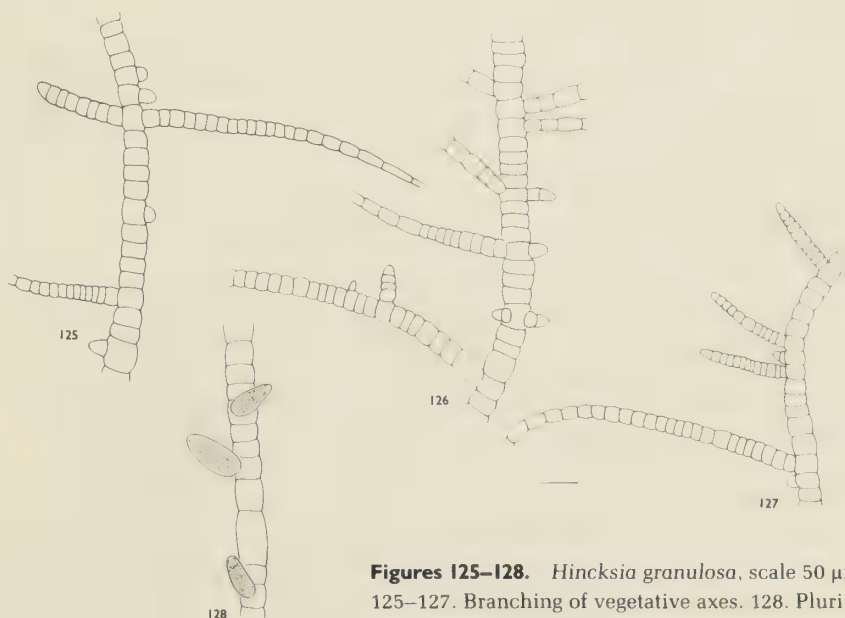 125
126
127
128
Figures 125–128. Hincksia granulosa, scale 50 μm
125–127. Branching of vegetative axes. 128. Pluri-